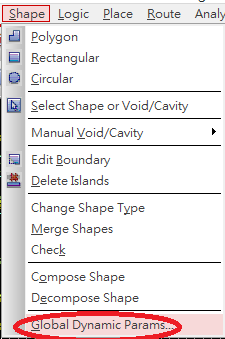 Shape Logic Place Route Analy
Polygon
Rectangular
Circular
Select Shape or Void/Cavity
Manual Void/Cavity
Edit Boundary
Delete Islands
Change Shape Type
Merge Shapes
Check
Compose Shape
Decompose Shape
Global Dynamic Params...